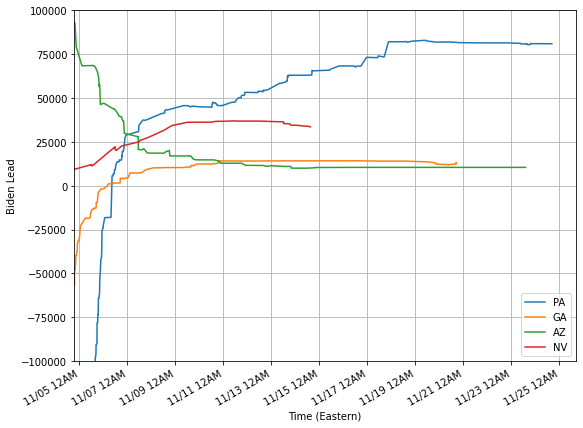 100000
75000
50000
25000
0
−25000
−50000
−75000
−100000
Biden Lead
11/05 12AM
11/07 12AM
11/09 12AM
11/11 12AM
11/13 12AM
11/15 12AM
11/17 12AM
11/19 12AM
11/21 12AM
11/23 12AM
11/25 12AM
Time (Eastern)
PA
GA
AZ
NV